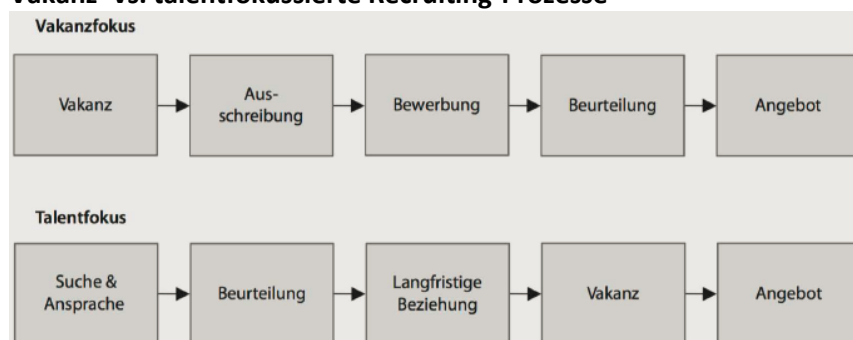 Vakanz- vs. talentfokussierte Recruiting-Prozesse
Vakanzfokus
Vakanz
Aus-
schreibung
Bewerbung
Beurteilung
Angebot
Talentfokus
Suche &
Ansprache
Beurteilung
Langfristige
Beziehung
Vakanz
Angebot